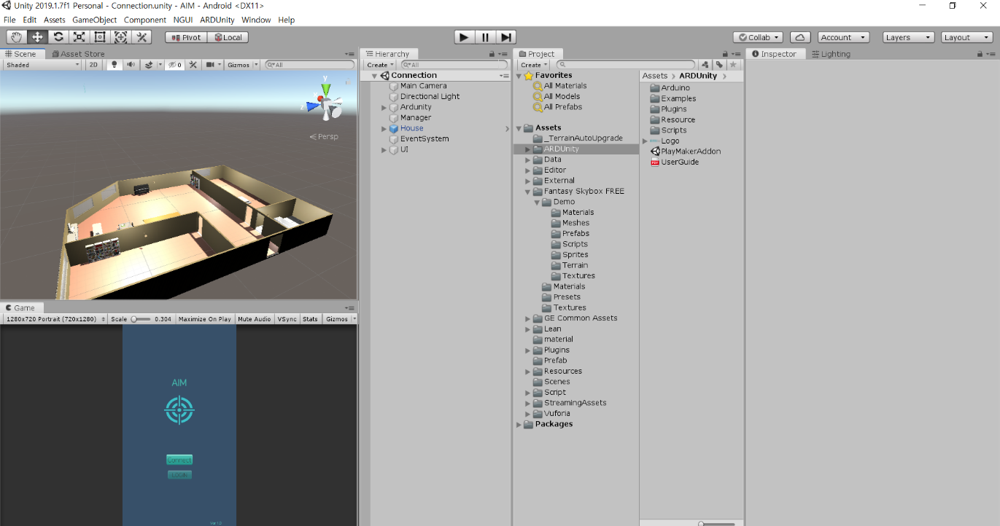 Unity 2019.1.7f1 Personal - Connection.unity - AIM - Android <DX11>
File Edit Assets GameObject Component NGUI ARDUnity Window Help
Pivot Local Collab Account Layers Layout
Scene Asset Store
Shaded 2D 0 Gizmos All
y
x
z
Persp
Game
1280x720 Portrait (720x1280) Scale 0.304 Maximize On Play Mute Audio VSync Stats Gizmos
AIM
Connect
LOGIN
Ver 1.2
Hierarchy
Create All
Connection
Main Camera
Directional Light
Ardunity
Manager
House
EventSystem
UI
Project
Create
Favorites
All Materials
All Models
All Prefabs
Assets
_TerrainAutoUpgrade
ARDUnity
Data
Editor
External
Fantasy Skybox FREE
Demo
Materials
Meshes
Prefabs
Scripts
Sprites
Terrain
Textures
Materials
Presets
Textures
GE Common Assets
Lean
material
Plugins
Prefab
Resources
Scenes
Script
StreamingAssets
Vuforia
Packages
Assets ARDUnity
Arduino
Examples
Plugins
Resource
Scripts
Logo
PlayMakerAddon
UserGuide
Inspector Lighting